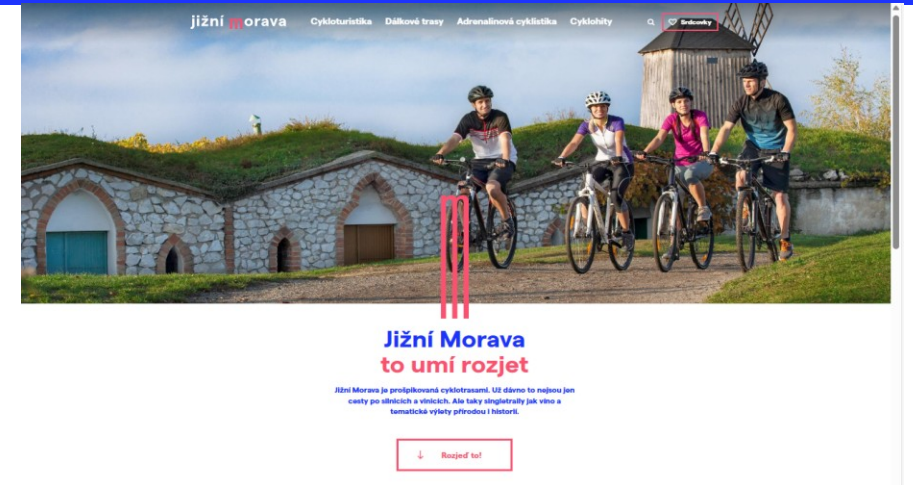 jižní morava
Cykloturistika Dálkové trasy Adrenalinová cyklistika Cyklohity
Srdcovky
Jižní Morava
to umí rozjet
Jižní Morava je prošpikovaná cyklotrasami. Už dávno to nejsou jen
cesty po silnicích a vinicích. Ale taky singletraily jak víno a
tematické výlety přírodou i historií.
↓ Rozjeď to!